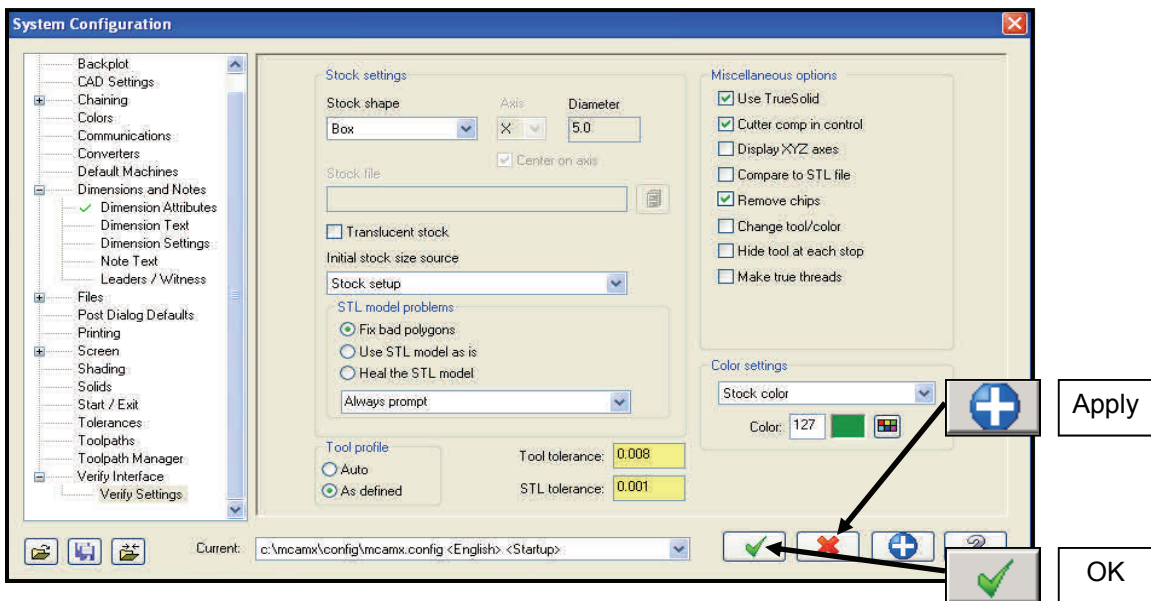 System Configuration
Backplot
CAD Settings
Chaining
Colors
Communications
Converters
Default Machines
Dimensions and Notes
Dimension Attributes
Dimension Text
Dimension Settings
Note Text
Leaders / Witness
Files
Post Dialog Defaults
Printing
Screen
Shading
Solids
Start / Exit
Tolerances
Toolpaths
Toolpath Manager
Verify Interface
Verify Settings
Stock settings
Stock shape Axis Diameter
Box X 5.0
Center on axis
Stock file
Translucent stock
Initial stock size source
Stock setup
STL model problems
Fix bad polygons
Use STL model as is
Heal the STL model
Always prompt
Tool profile
Auto
As defined
Tool tolerance: 0.008
STL tolerance: 0.001
Miscellaneous options
Use TrueSolid
Cutter comp in control
Display XYZ axes
Compare to STL file
Remove chips
Change tool/color
Hide tool at each stop
Make true threads
Color settings
Stock color
Color: 127
Current: c:\mcamx\config\mcamx.config <English> <Startup>
?
Apply
OK